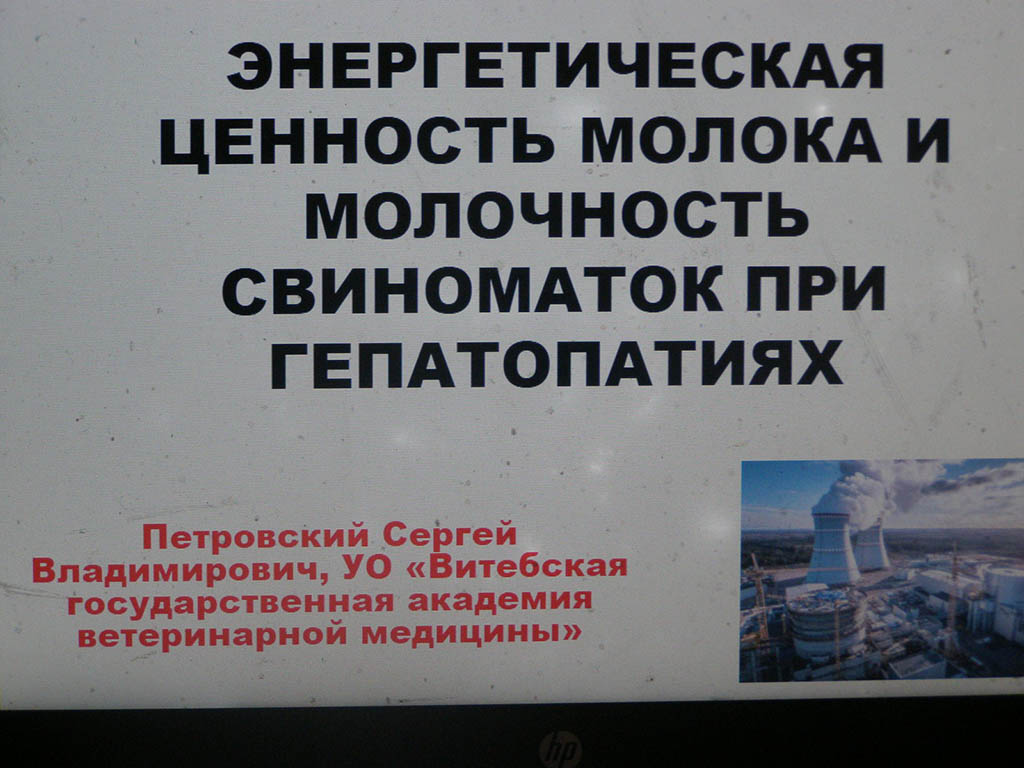 ЭНЕРГЕТИЧЕСКАЯ
ЦЕННОСТЬ МОЛОКА И
МОЛОЧНОСТЬ
СВИНОМАТОК ПРИ
ГЕПАТОПАТИЯХ
Петровский Сергей
Владимирович, УО «Витебская
государственная академия
ветеринарной медицины»
hp